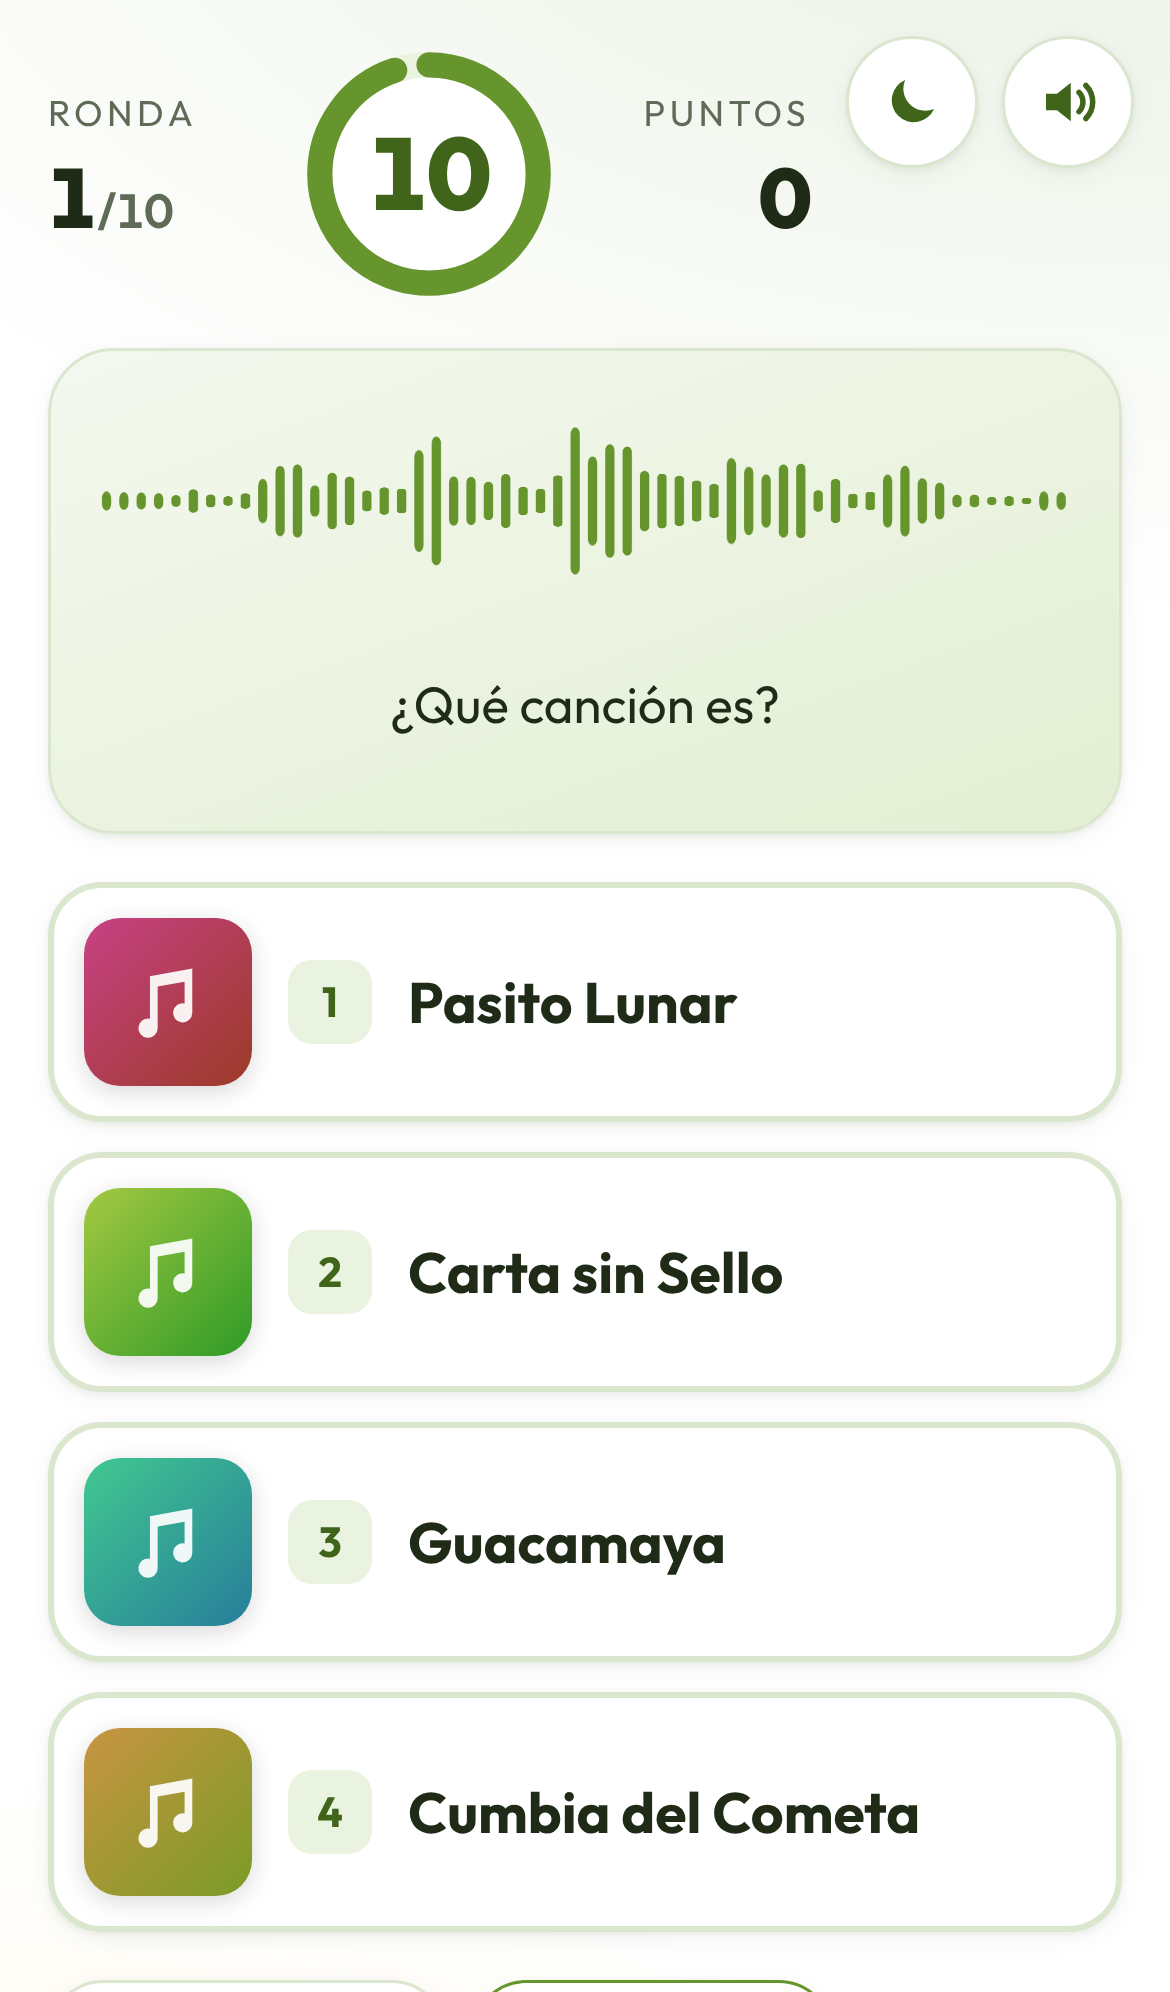 RONDA
1/10
10
PUNTOS
0
¿Qué canción es?
1 Pasito Lunar
2 Carta sin Sello
3 Guacamaya
4 Cumbia del Cometa